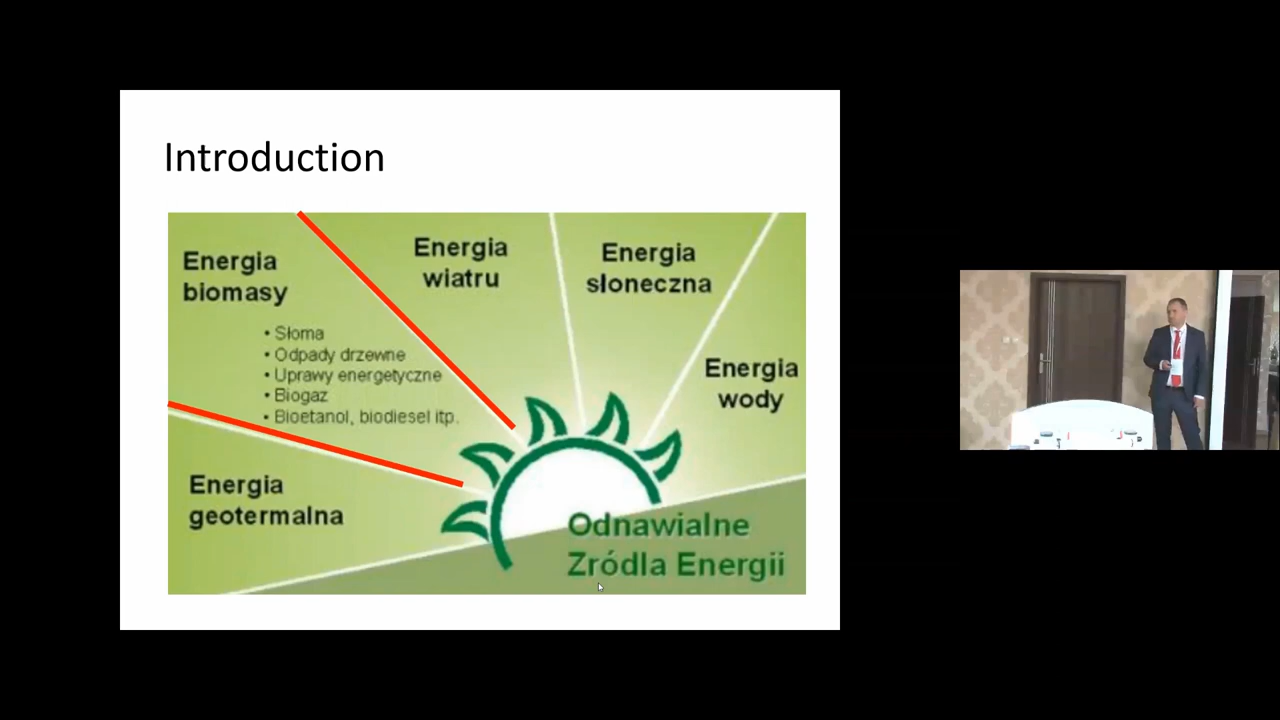 Introduction
Energia
biomasy
• Słoma
• Odpady drzewne
• Uprawy energetyczne
• Biogaz
• Bioetanol, biodiesel itp.
Energia
wiatru
Energia
słoneczna
Energia
wody
Energia
geotermalna
Odnawialne
Zródla Energii